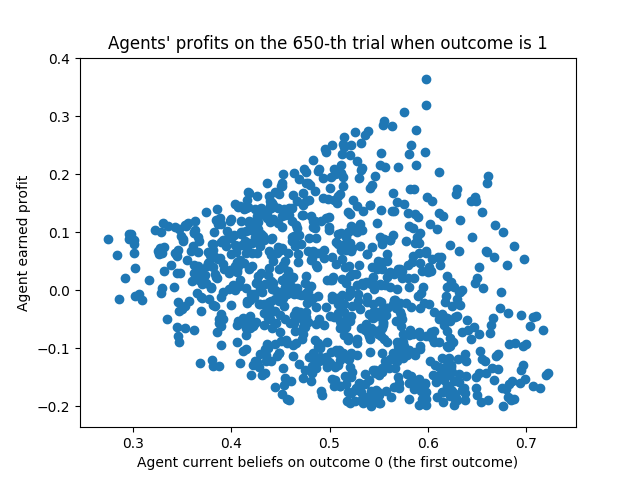 Agents' profits on the 650-th trial when outcome is 1
0.4
0.3
0.2
0.1
0.0
−0.1
−0.2
Agent earned profit
0.3 0.4 0.5 0.6 0.7
Agent current beliefs on outcome 0 (the first outcome)